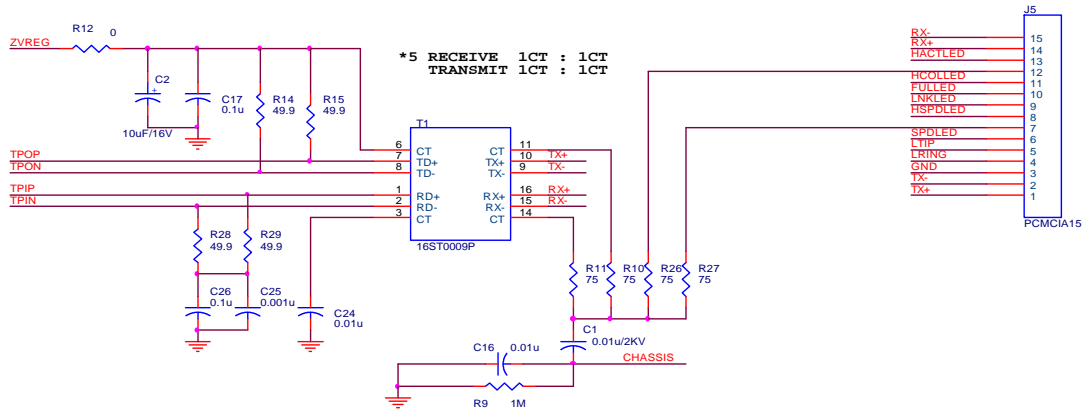 R12 0
ZVREG
C2
10uF/16V
C17
0.1u
R14
49.9
R15
49.9
*5 RECEIVE 1CT : 1CT
TRANSMIT 1CT : 1CT
T1
6 CT CT 11
7 TD+ TX+ 10 TX+
8 TD- TX- 9 TX-
1 RD+ RX+ 16 RX+
2 RD- RX- 15 RX-
3 CT CT 14
16ST0009P
TPOP
TPON
TPIP
TPIN
R28
49.9
R29
49.9
C26
0.1u
C25
0.001u
C24
0.01u
R11
75
R10
75
R26
75
R27
75
C1
0.01u/2KV
C16 0.01u
CHASSIS
R9 1M
J5
RX- 15
RX+ 14
HACTLED 13
12
HCOLLED 11
FULLED 10
LNKLED 9
HSPDLED 8
7
SPDLED 6
LTIP 5
LRING 4
GND 3
TX- 2
TX+ 1
PCMCIA15